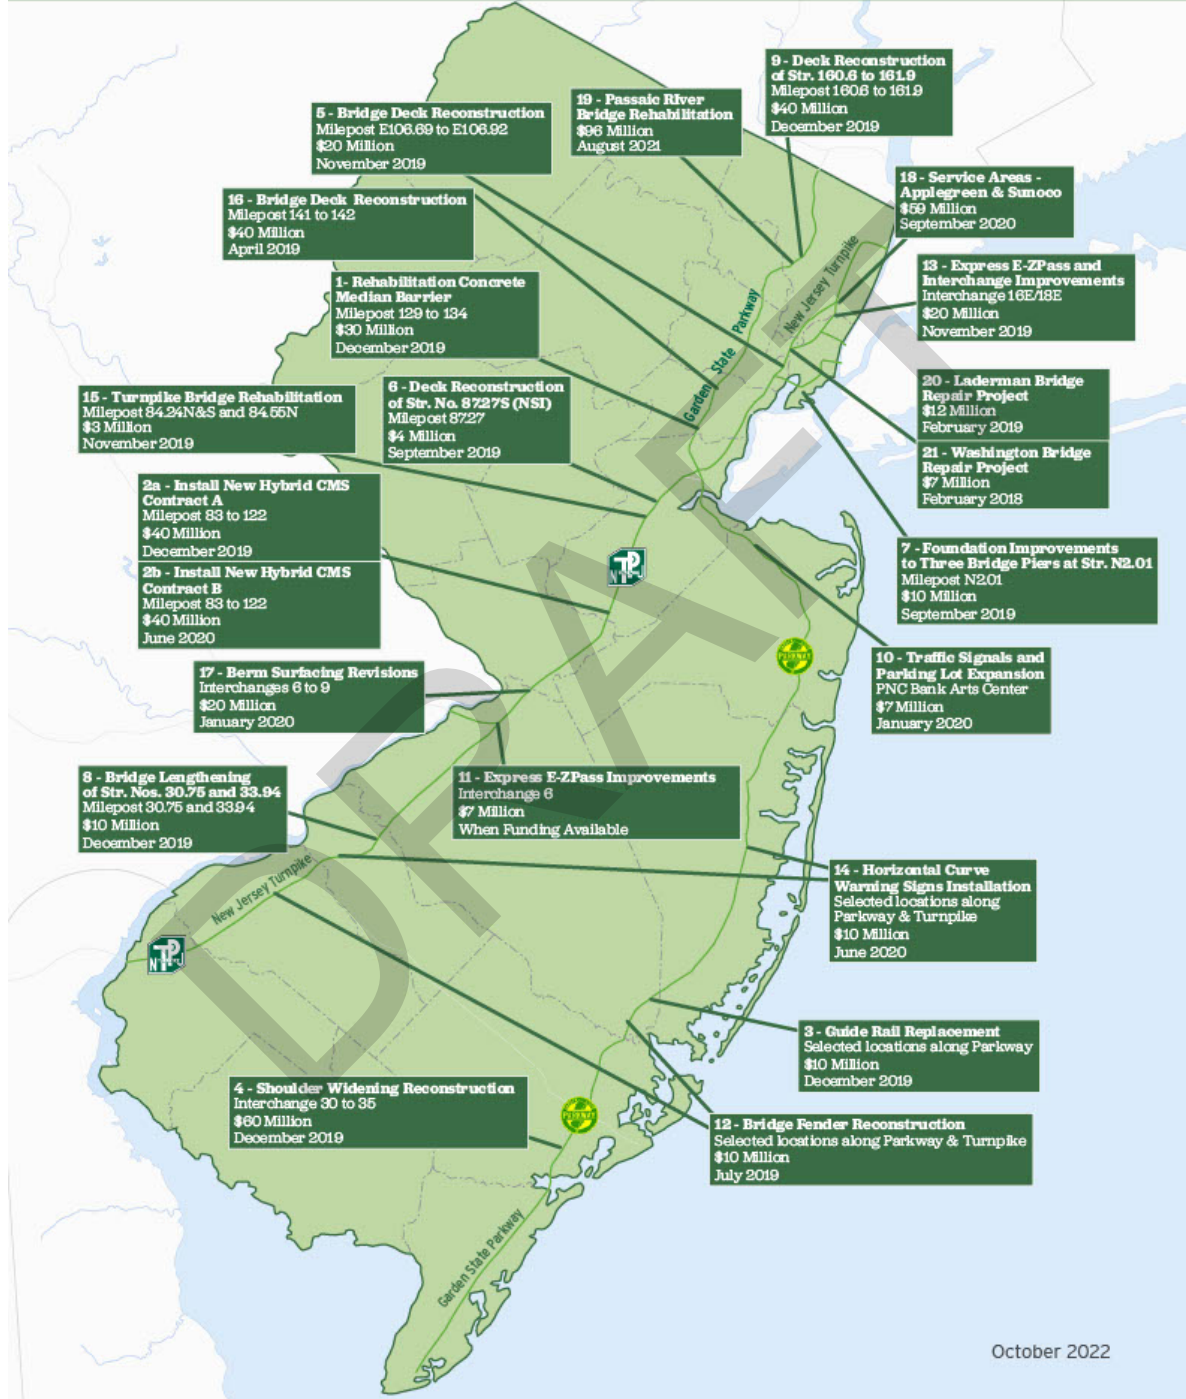 9 - Deck Reconstruction
of Str. 160.6 to 161.9
Milepost 160.6 to 161.9
$40 Million
December 2019
19 - Passaic River
Bridge Rehabilitation
$96 Million
August 2021
5 - Bridge Deck Reconstruction
Milepost E106.69 to E106.92
$20 Million
November 2019
18 - Service Areas -
Applegreen & Sunoco
$59 Million
September 2020
16 - Bridge Deck Reconstruction
Milepost 141 to 142
$40 Million
April 2019
13 - Express E-ZPass and
Interchange Improvements
Interchange 16E/18E
$20 Million
November 2019
1- Rehabilitation Concrete
Median Barrier
Milepost 129 to 134
$30 Million
December 2019
New Jersey Turnpike
Garden State Parkway
20 - Laderman Bridge
Repair Project
$12 Million
February 2019
21 - Washington Bridge
Repair Project
$7 Million
February 2018
15 - Turnpike Bridge Rehabilitation
Milepost 84.24N&S and 84.55N
$3 Million
November 2019
6 - Deck Reconstruction
of Str. No. 87.27S (NSI)
Milepost 87.27
$4 Million
September 2019
2a - Install New Hybrid CMS
Contract A
Milepost 83 to 122
$40 Million
December 2019
2b - Install New Hybrid CMS
Contract B
Milepost 83 to 122
$40 Million
June 2020
7 - Foundation Improvements
to Three Bridge Piers at Str. N2.01
Milepost N2.01
$10 Million
September 2019
PARKWAY
10 - Traffic Signals and
Parking Lot Expansion
PNC Bank Arts Center
$7 Million
January 2020
17 - Berm Surfacing Revisions
Interchanges 6 to 9
$20 Million
January 2020
11 - Express E-ZPass Improvements
Interchange 6
$7 Million
When Funding Available
8 - Bridge Lengthening
of Str. Nos. 30.75 and 33.94
Milepost 30.75 and 33.94
$10 Million
December 2019
New Jersey Turnpike
14 - Horizontal Curve
Warning Signs Installation
Selected locations along
Parkway & Turnpike
$10 Million
June 2020
3 - Guide Rail Replacement
Selected locations along Parkway
$10 Million
December 2019
4 - Shoulder Widening Reconstruction
Interchange 30 to 35
$60 Million
December 2019
PARKWAY
12 - Bridge Fender Reconstruction
Selected locations along Parkway & Turnpike
$10 Million
July 2019
Garden State Parkway
October 2022
DRAFT